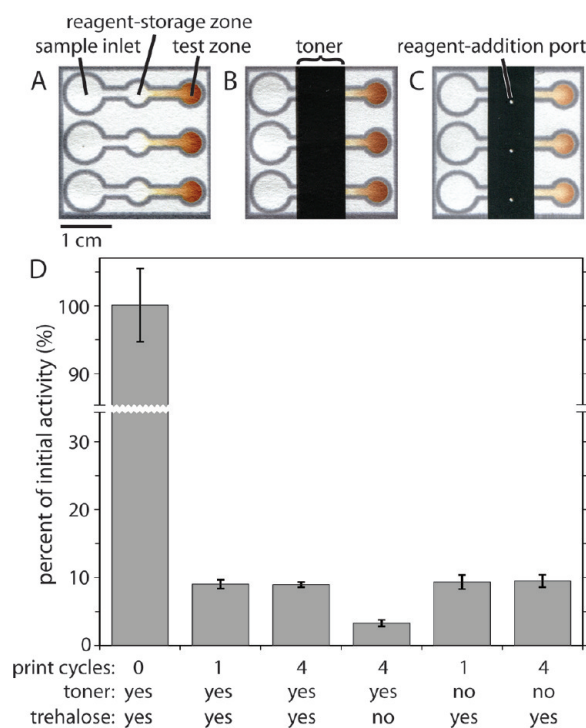 reagent-storage zone
sample inlet test zone toner reagent-addition port
A B C
1 cm
D
percent of initial activity (%)
100
90
30
20
10
0
print cycles: 0 1 4 4 1 4
toner: yes yes yes yes no no
trehalose: yes yes yes no yes yes